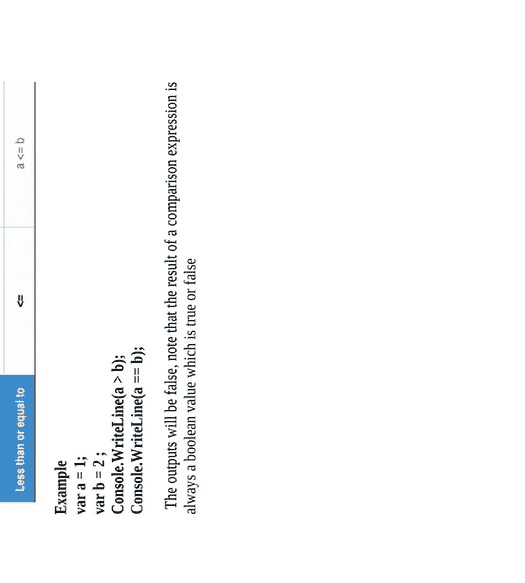 Less than or equal to <= a <= b
Example
var a = 1;
var b = 2 ;
Console.WriteLine(a > b);
Console.WriteLine(a == b);
The outputs will be false, note that the result of a comparison expression is
always a boolean value which is true or false